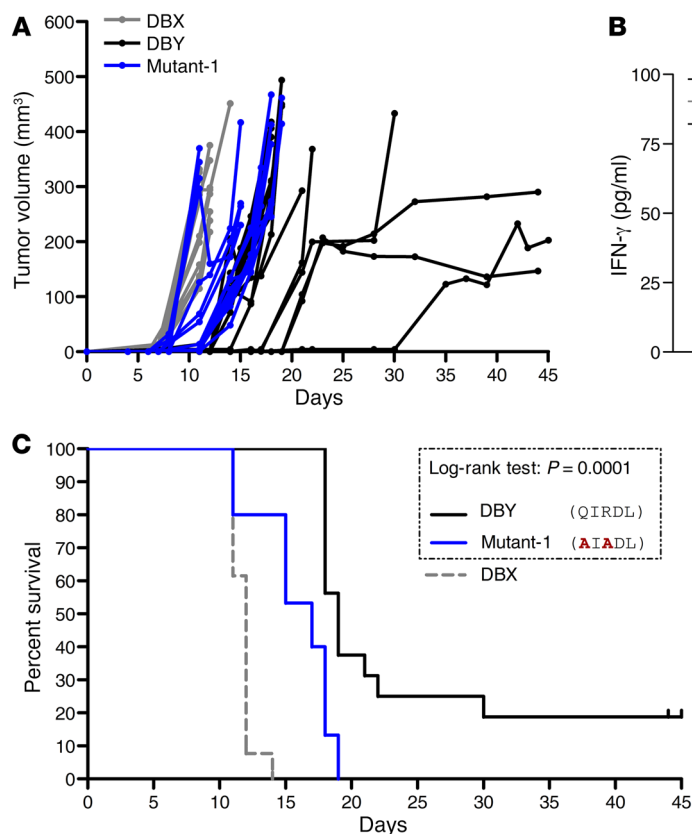 A
DBX
DBY
Mutant-1
Tumor volume (mm³)
600
500
400
300
200
100
0
0 5 10 15 20 25 30 35 40 45
Days
B
IFN-γ (pg/ml)
100
75
50
25
0
C
Percent survival
100
90
80
70
60
50
40
30
20
10
0
0 5 10 15 20 25 30 35 40 45
Days
Log-rank test: P = 0.0001
DBY (QIRDL)
Mutant-1 (AIADL)
DBX